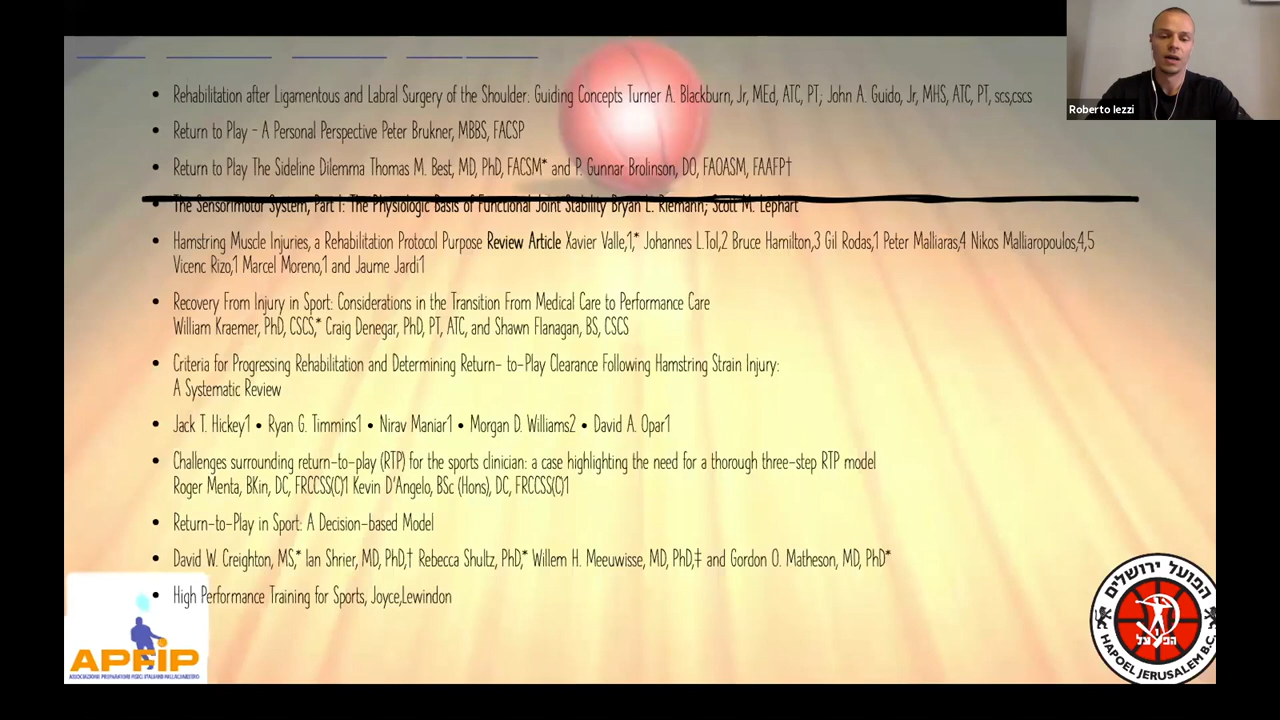 Roberto Iezzi
• Rehabilitation after Ligamentous and Labral Surgery of the Shoulder: Guiding Concepts Turner A. Blackburn, Jr, MEd, ATC, PT; John A. Guido, Jr, MHS, ATC, PT, scs,cscs
• Return to Play - A Personal Perspective Peter Brukner, MBBS, FACSP
• Return to Play The Sideline Dilemma Thomas M. Best, MD, PhD, FACSM* and P. Gunnar Brolinson, DO, FAOASM, FAAFP†
• The Sensorimotor System, Part I: The Physiologic Basis of Functional Joint Stability Bryan L. Riemann; Scott M. Lephart
• Hamstring Muscle Injuries, a Rehabilitation Protocol Purpose Review Article Xavier Valle,1,* Johannes L.Tol,2 Bruce Hamilton,3 Gil Rodas,1 Peter Malliaras,4 Nikos Malliaropoulos,4,5
Vicenc Rizo,1 Marcel Moreno,1 and Jaume Jardi1
• Recovery From Injury in Sport: Considerations in the Transition From Medical Care to Performance Care
William Kraemer, PhD, CSCS,* Craig Denegar, PhD, PT, ATC, and Shawn Flanagan, BS, CSCS
• Criteria for Progressing Rehabilitation and Determining Return- to-Play Clearance Following Hamstring Strain Injury:
A Systematic Review
• Jack T. Hickey1 • Ryan G. Timmins1 • Nirav Maniar1 • Morgan D. Williams2 • David A. Opar1
• Challenges surrounding return-to-play (RTP) for the sports clinician: a case highlighting the need for a thorough three-step RTP model
Roger Menta, BKin, DC, FRCCSS(C)1 Kevin D'Angelo, BSc (Hons), DC, FRCCSS(C)1
• Return-to-Play in Sport: A Decision-based Model
• David W. Creighton, MS,* Ian Shrier, MD, PhD,† Rebecca Shultz, PhD,* Willem H. Meeuwisse, MD, PhD,‡ and Gordon O. Matheson, MD, PhD*
• High Performance Training for Sports, Joyce,Lewindon
APFIP
ASSOCIAZIONE PREPARATORI FISICI ITALIANI PALLACANESTRO
הפועל ירושלים
הפועל
HAPOEL JERUSALEM B.C.